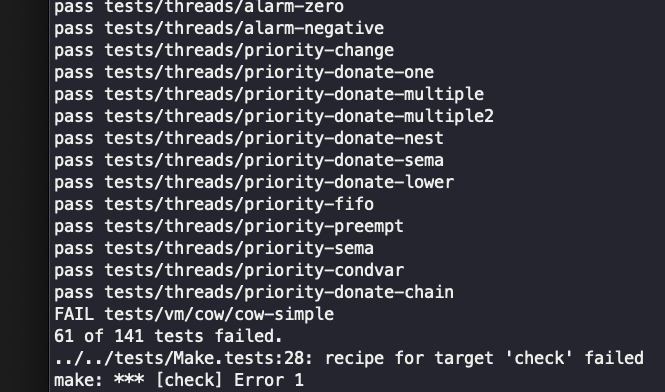 pass tests/threads/alarm-zero
pass tests/threads/alarm-negative
pass tests/threads/priority-change
pass tests/threads/priority-donate-one
pass tests/threads/priority-donate-multiple
pass tests/threads/priority-donate-multiple2
pass tests/threads/priority-donate-nest
pass tests/threads/priority-donate-sema
pass tests/threads/priority-donate-lower
pass tests/threads/priority-fifo
pass tests/threads/priority-preempt
pass tests/threads/priority-sema
pass tests/threads/priority-condvar
pass tests/threads/priority-donate-chain
FAIL tests/vm/cow/cow-simple
61 of 141 tests failed.
../../tests/Make.tests:28: recipe for target 'check' failed
make: *** [check] Error 1